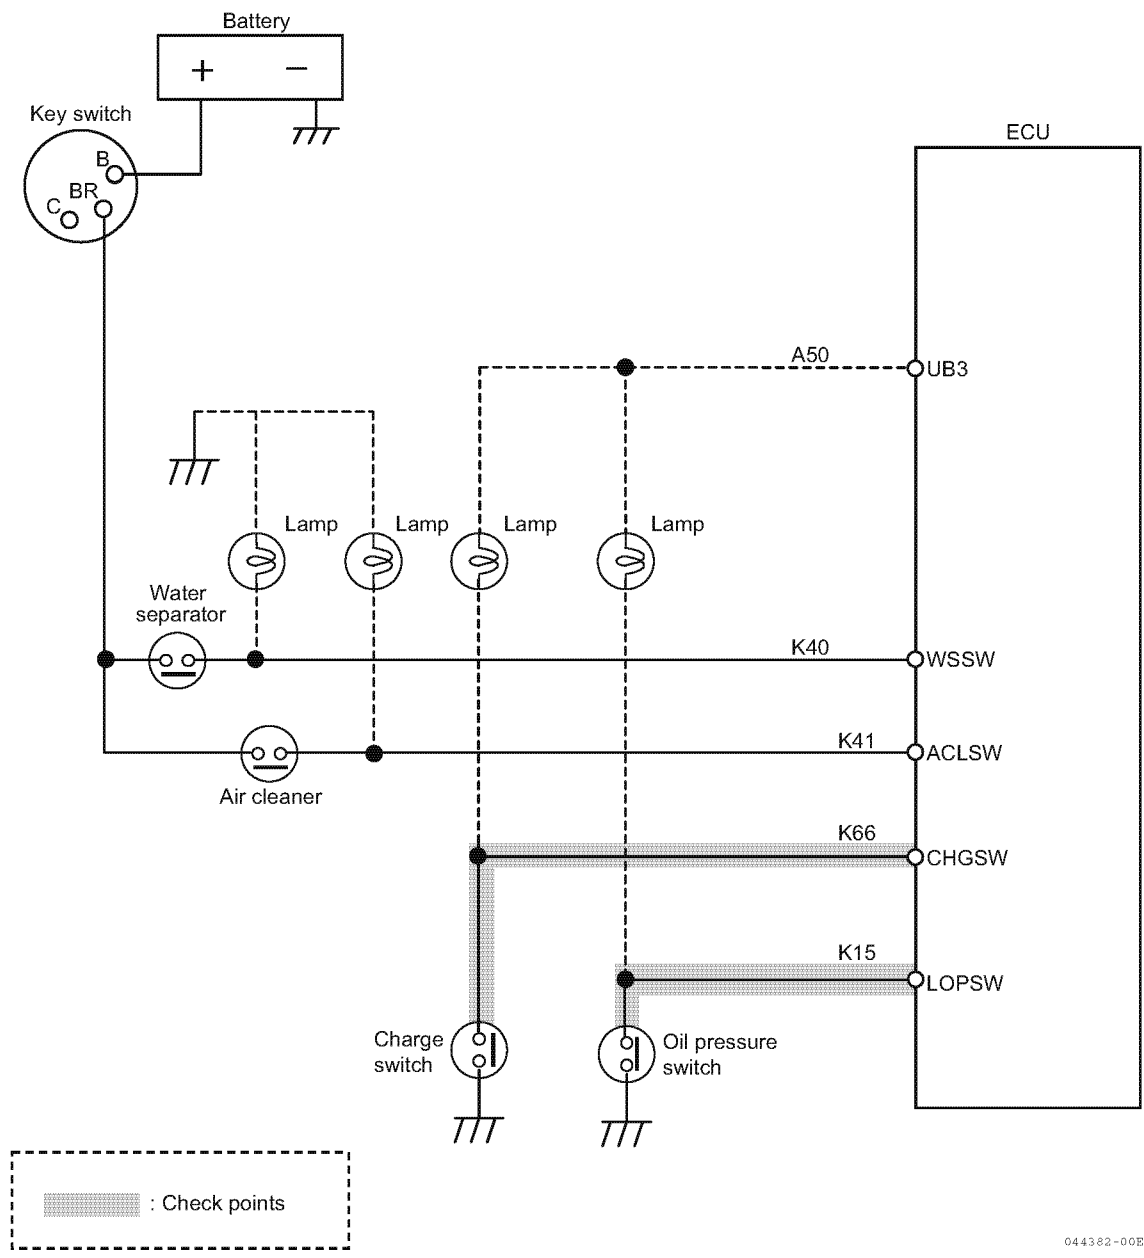 Battery
+ −
Key switch
B
BR
C
ECU
A50
UB3
Lamp
Lamp
Lamp
Lamp
Water
separator
K40
WSSW
K41
ACLSW
Air cleaner
K66
CHGSW
K15
LOPSW
Charge
switch
Oil pressure
switch
: Check points
044382-00E